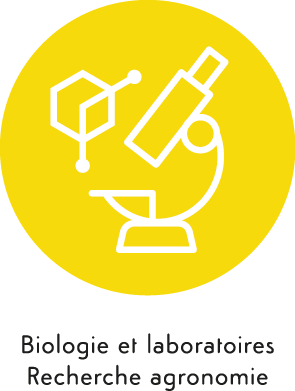 Biologie et laboratoires
Recherche agronomie